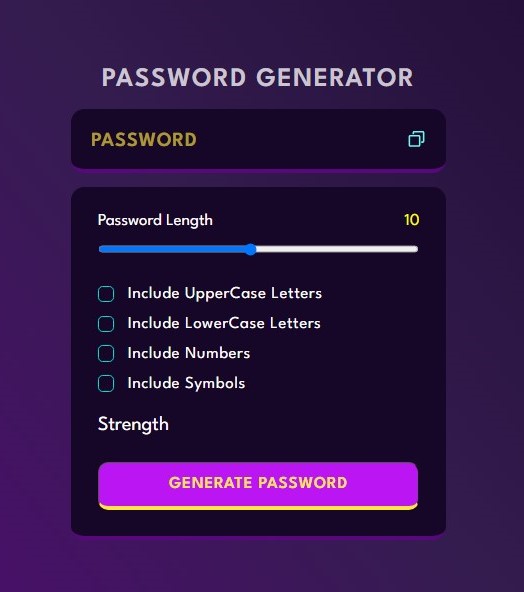 PASSWORD GENERATOR
PASSWORD
Password Length 10
Include UpperCase Letters
Include LowerCase Letters
Include Numbers
Include Symbols
Strength
GENERATE PASSWORD